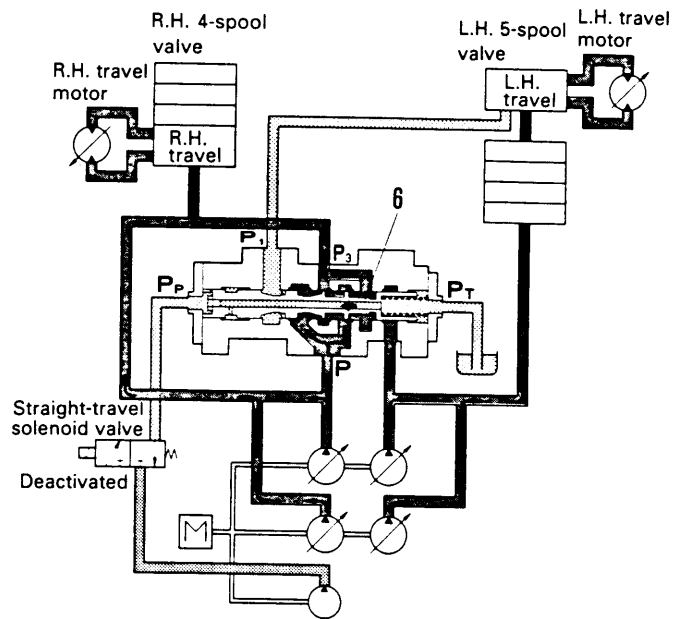 R.H. 4-spool
valve
R.H. travel
motor
R.H.
travel
L.H. 5-spool
valve
L.H. travel
motor
L.H.
travel
6
P1
P3
PP
PT
P
Straight-travel
solenoid valve
Deactivated
M